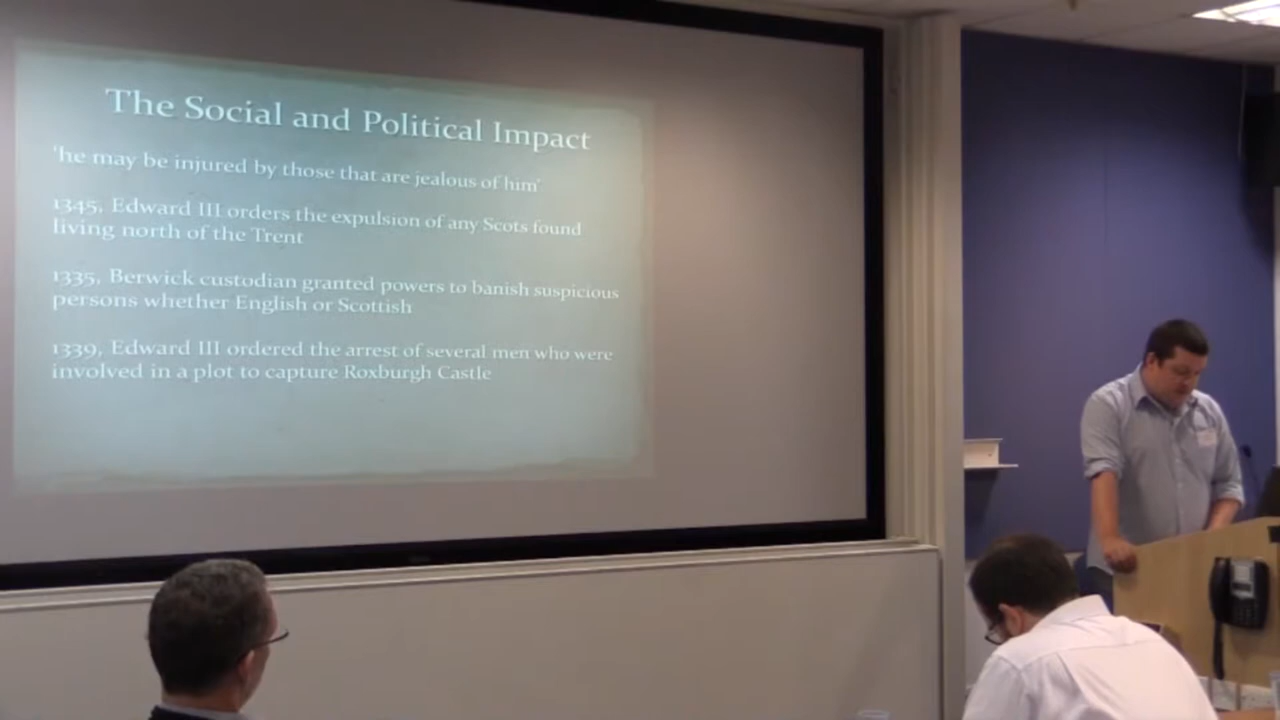 The Social and Political Impact
'he may be injured by those that are jealous of him'
1345, Edward III orders the expulsion of any Scots found
living north of the Trent
1335, Berwick custodian granted powers to banish suspicious
persons whether English or Scottish
1339, Edward III ordered the arrest of several men who were
involved in a plot to capture Roxburgh Castle